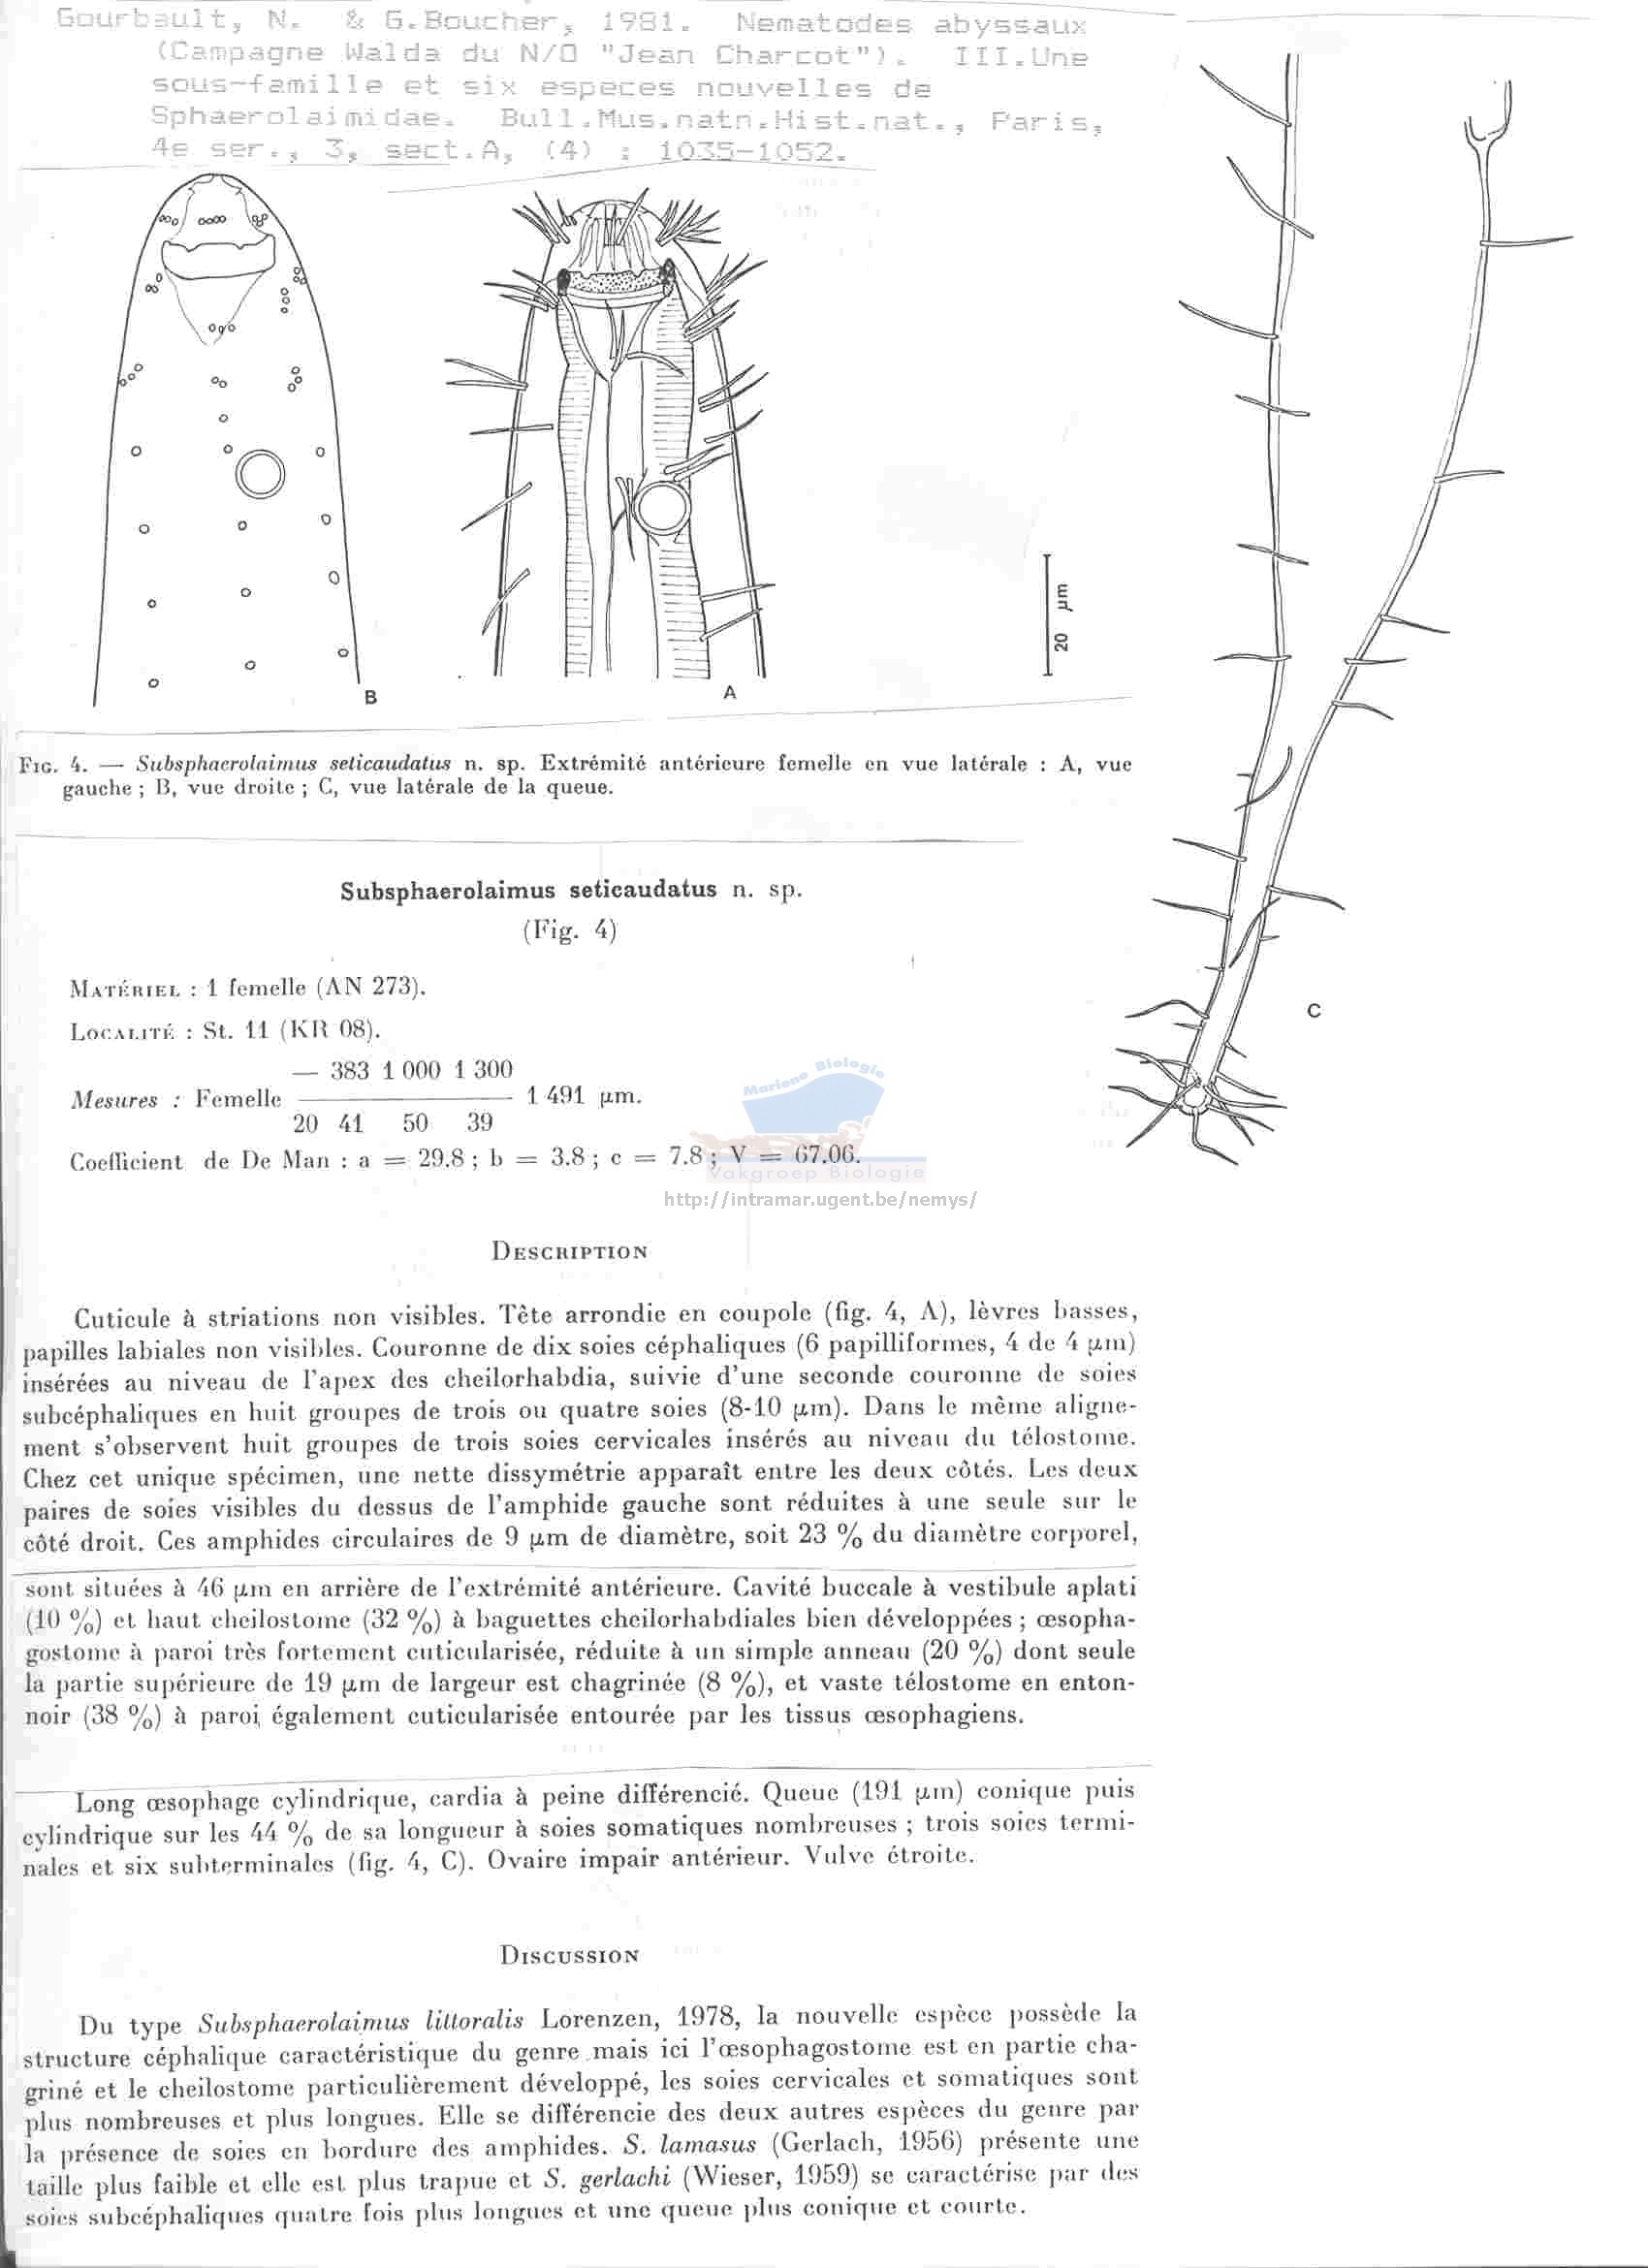 Gourbault, N. & G.Boucher, 1981. Nematodes abyssaux
(Campagne Walda du N/O "Jean Charcot"). III.Une
sous-famille et six especes nouvelles de
Sphaerolaimidae. Bull.Mus.natn.Hist.nat., Paris,
4e ser., 3, sect.A, (4) : 1035-1052.
B
A
20 µm
Fig. 4. — Subsphaerolaimus seticaudatus n. sp. Extrémité antérieure femelle en vue latérale : A, vue
gauche ; B, vue droite ; C, vue latérale de la queue.
C
Subsphaerolaimus seticaudatus n. sp.
(Fig. 4)
Matériel : 1 femelle (AN 273).
Localité : St. 11 (KR 08).
— 383 1 000 1 300
Mesures : Femelle 1 491 µm.
20 41 50 39
Coefficient de De Man : a = 29.8 ; b = 3.8 ; c = 7.8 ; V = 67.06.
Mariene Biologie
Vakgroep Biologie
http://intramar.ugent.be/nemys/
Description
Cuticule à striations non visibles. Tête arrondie en coupole (fig. 4, A), lèvres basses,
papilles labiales non visibles. Couronne de dix soies céphaliques (6 papilliformes, 4 de 4 µm)
insérées au niveau de l'apex des cheilorhabdia, suivie d'une seconde couronne de soies
subcéphaliques en huit groupes de trois ou quatre soies (8-10 µm). Dans le même aligne-
ment s'observent huit groupes de trois soies cervicales insérés au niveau du télostome.
Chez cet unique spécimen, une nette dissymétrie apparaît entre les deux côtés. Les deux
paires de soies visibles du dessus de l'amphide gauche sont réduites à une seule sur le
côté droit. Ces amphides circulaires de 9 µm de diamètre, soit 23 % du diamètre corporel,
sont situées à 46 µm en arrière de l'extrémité antérieure. Cavité buccale à vestibule aplati
(10 %) et haut cheilostome (32 %) à baguettes cheilorhabdiales bien développées ; œsopha-
gostome à paroi très fortement cuticularisée, réduite à un simple anneau (20 %) dont seule
la partie supérieure de 19 µm de largeur est chagrinée (8 %), et vaste télostome en enton-
noir (38 %) à paroi également cuticularisée entourée par les tissus œsophagiens.
Long œsophage cylindrique, cardia à peine différencié. Queue (191 µm) conique puis
cylindrique sur les 44 % de sa longueur à soies somatiques nombreuses ; trois soies termi-
nales et six subterminales (fig. 4, C). Ovaire impair antérieur. Vulve étroite.
Discussion
Du type Subsphaerolaimus littoralis Lorenzen, 1978, la nouvelle espèce possède la
structure céphalique caractéristique du genre mais ici l'œsophagostome est en partie cha-
griné et le cheilostome particulièrement développé, les soies cervicales et somatiques sont
plus nombreuses et plus longues. Elle se différencie des deux autres espèces du genre par
la présence de soies en bordure des amphides. S. lamasus (Gerlach, 1956) présente une
taille plus faible et elle est plus trapue et S. gerlachi (Wieser, 1959) se caractérise par des
soies subcéphaliques quatre fois plus longues et une queue plus conique et courte.